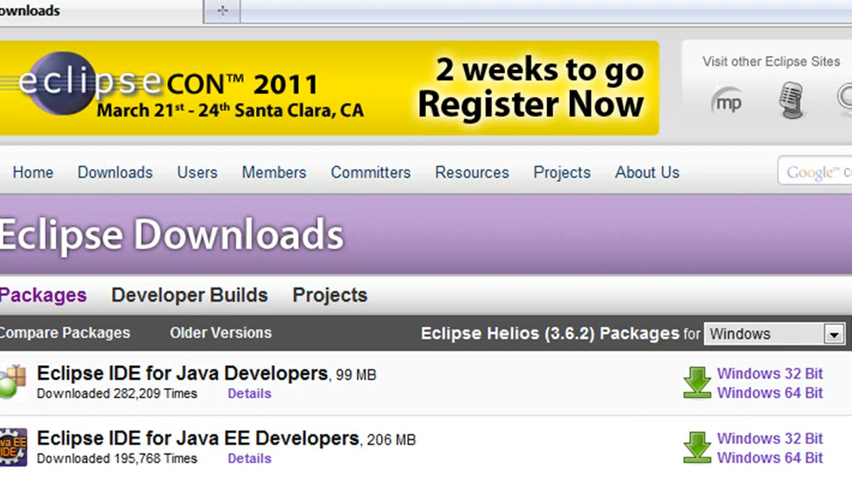 ownloads
eclipseCON™ 2011
March 21st - 24th Santa Clara, CA
2 weeks to go
Register Now
Visit other Eclipse Sites
mp
Home Downloads Users Members Committers Resources Projects About Us
Google™ c
Eclipse Downloads
Packages Developer Builds Projects
Compare Packages Older Versions Eclipse Helios (3.6.2) Packages for Windows
Eclipse IDE for Java Developers, 99 MB
Downloaded 282,209 Times Details
Windows 32 Bit
Windows 64 Bit
Eclipse IDE for Java EE Developers, 206 MB
Downloaded 195,768 Times Details
Windows 32 Bit
Windows 64 Bit